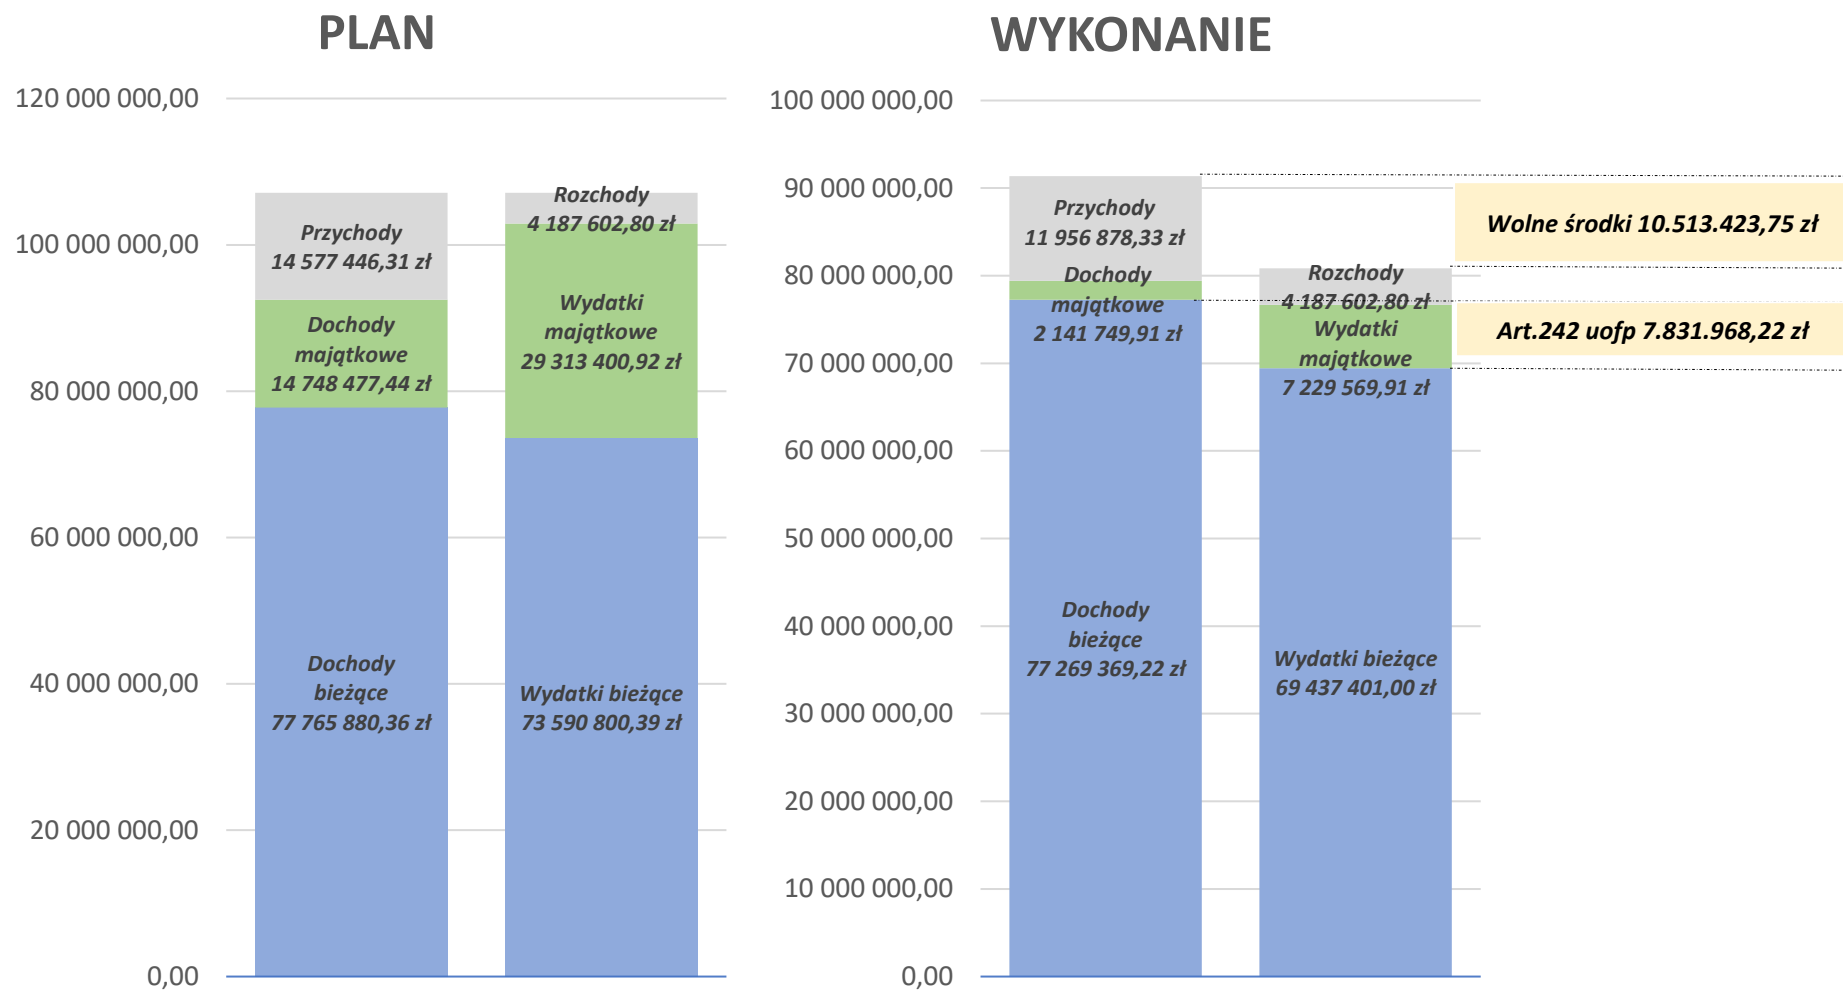 PLAN
120 000 000,00
100 000 000,00
80 000 000,00
60 000 000,00
40 000 000,00
20 000 000,00
0,00
Przychody
14 577 446,31 zł
Dochody
majątkowe
14 748 477,44 zł
Dochody
bieżące
77 765 880,36 zł
Rozchody
4 187 602,80 zł
Wydatki
majątkowe
29 313 400,92 zł
Wydatki bieżące
73 590 800,39 zł
WYKONANIE
100 000 000,00
90 000 000,00
80 000 000,00
70 000 000,00
60 000 000,00
50 000 000,00
40 000 000,00
30 000 000,00
20 000 000,00
10 000 000,00
0,00
Przychody
11 956 878,33 zł
Dochody
majątkowe
2 141 749,91 zł
Dochody
bieżące
77 269 369,22 zł
Rozchody
4 187 602,80 zł
Wydatki
majątkowe
7 229 569,91 zł
Wydatki bieżące
69 437 401,00 zł
Wolne środki 10.513.423,75 zł
Art.242 uofp 7.831.968,22 zł